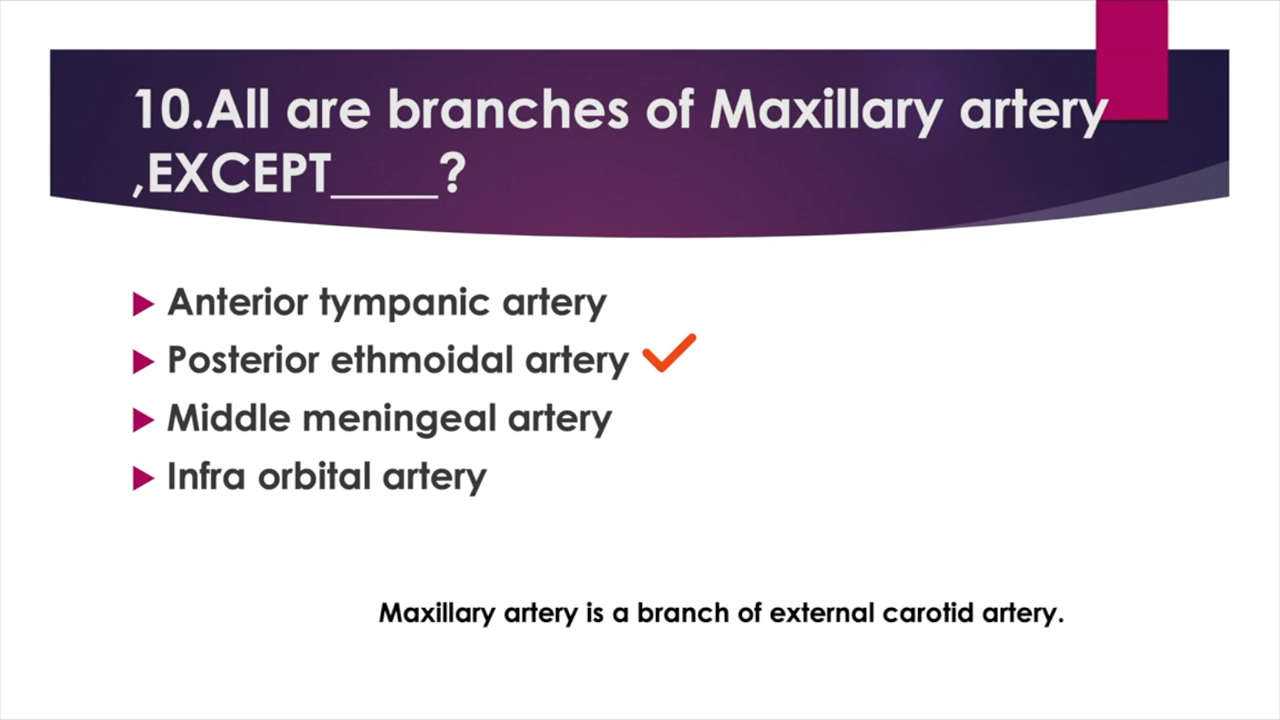 10.All are branches of Maxillary artery
,EXCEPT____?
Anterior tympanic artery
Posterior ethmoidal artery
Middle meningeal artery
Infra orbital artery
Maxillary artery is a branch of external carotid artery.